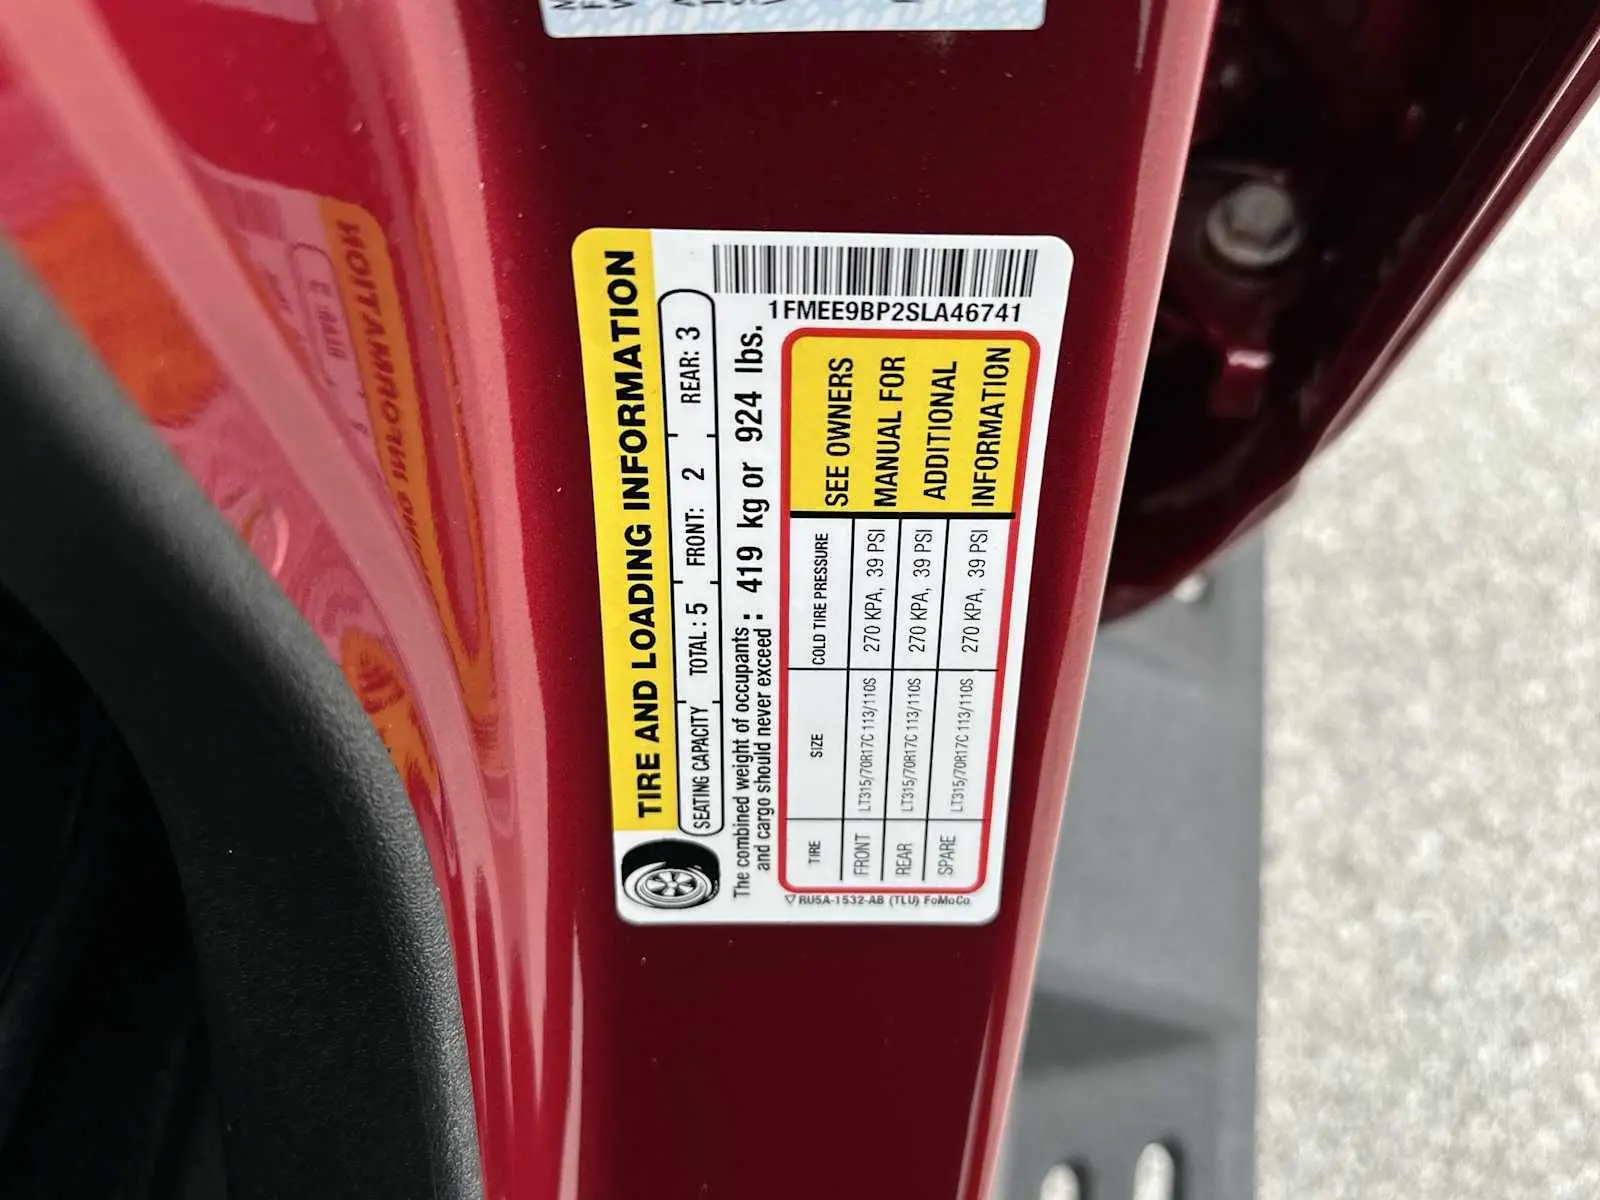 TIRE AND LOADING INFORMATION
SEATING CAPACITY TOTAL: 5 FRONT: 2 REAR: 3
The combined weight of occupants
and cargo should never exceed : 419 kg or 924 lbs.
1FMEE9BP2SLA46741
TIRE SIZE COLD TIRE PRESSURE
FRONT LT315/70R17C 113/110S 270 KPA, 39 PSI
REAR LT315/70R17C 113/110S 270 KPA, 39 PSI
SPARE LT315/70R17C 113/110S 270 KPA, 39 PSI
SEE OWNERS
MANUAL FOR
ADDITIONAL
INFORMATION
RU5A-1532-AB (TLU) FoMoCo